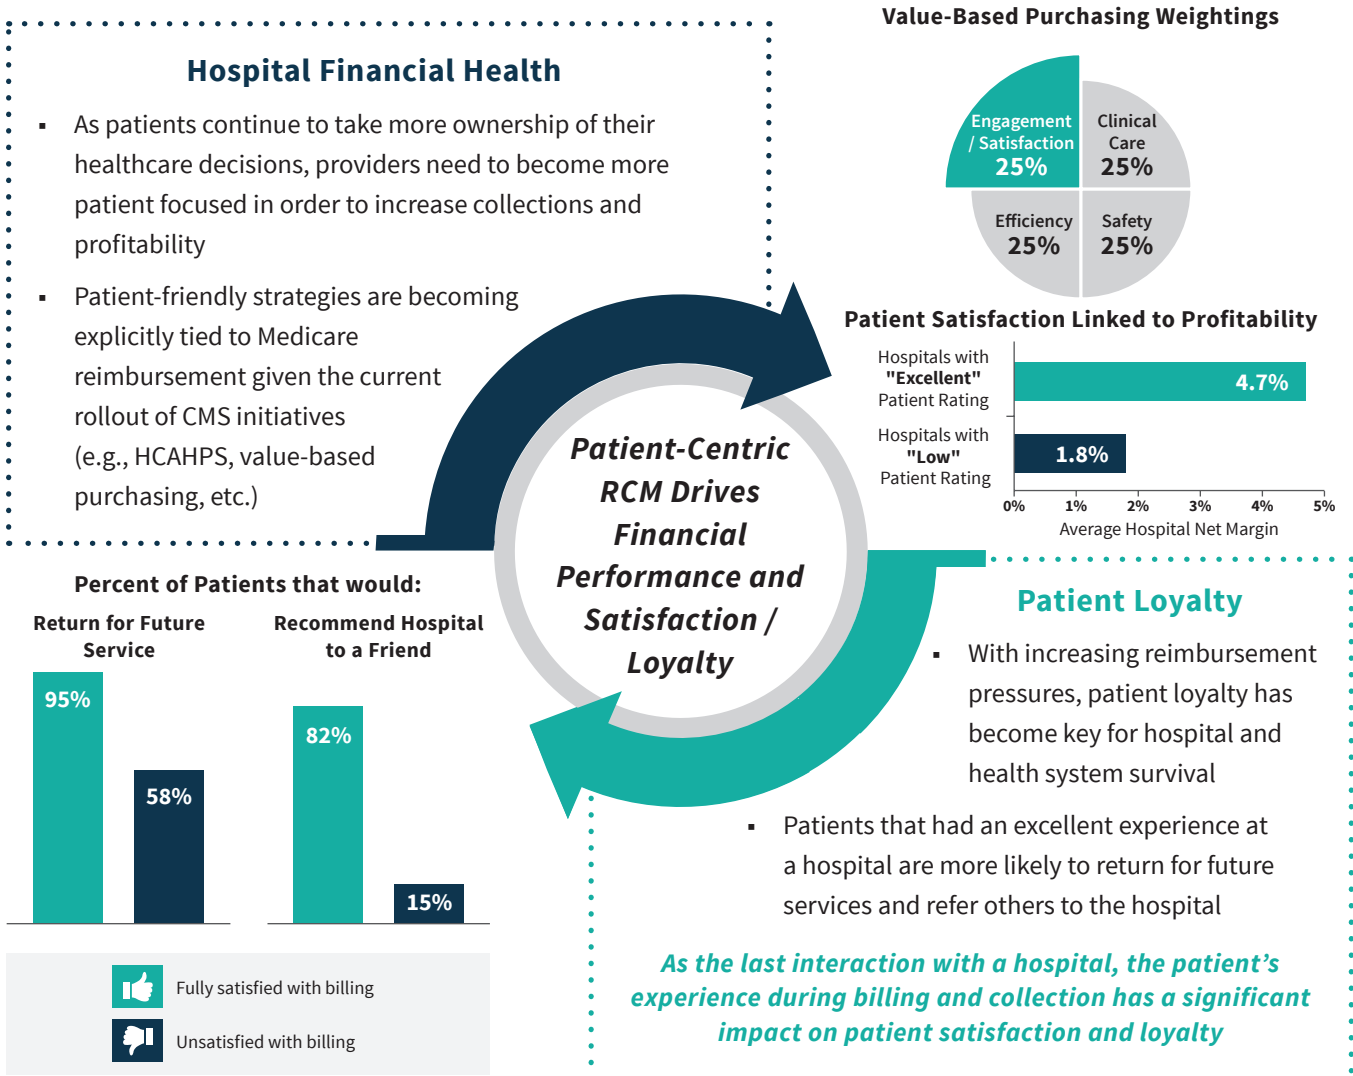 Hospital Financial Health
▪ As patients continue to take more ownership of their
healthcare decisions, providers need to become more
patient focused in order to increase collections and
profitability
▪ Patient-friendly strategies are becoming
explicitly tied to Medicare
reimbursement given the current
rollout of CMS initiatives
(e.g., HCAHPS, value-based
purchasing, etc.)
Value-Based Purchasing Weightings
Engagement
/ Satisfaction
25%
Clinical
Care
25%
Efficiency
25%
Safety
25%
Patient Satisfaction Linked to Profitability
Hospitals with
"Excellent"
Patient Rating
4.7%
Hospitals with
"Low"
Patient Rating
1.8%
0% 1% 2% 3% 4% 5%
Average Hospital Net Margin
Patient-Centric
RCM Drives
Financial
Performance and
Satisfaction /
Loyalty
Percent of Patients that would:
Return for Future
Service
95%
58%
Recommend Hospital
to a Friend
82%
15%
Fully satisfied with billing
Unsatisfied with billing
Patient Loyalty
▪ With increasing reimbursement
pressures, patient loyalty has
become key for hospital and
health system survival
▪ Patients that had an excellent experience at
a hospital are more likely to return for future
services and refer others to the hospital
As the last interaction with a hospital, the patient’s
experience during billing and collection has a significant
impact on patient satisfaction and loyalty